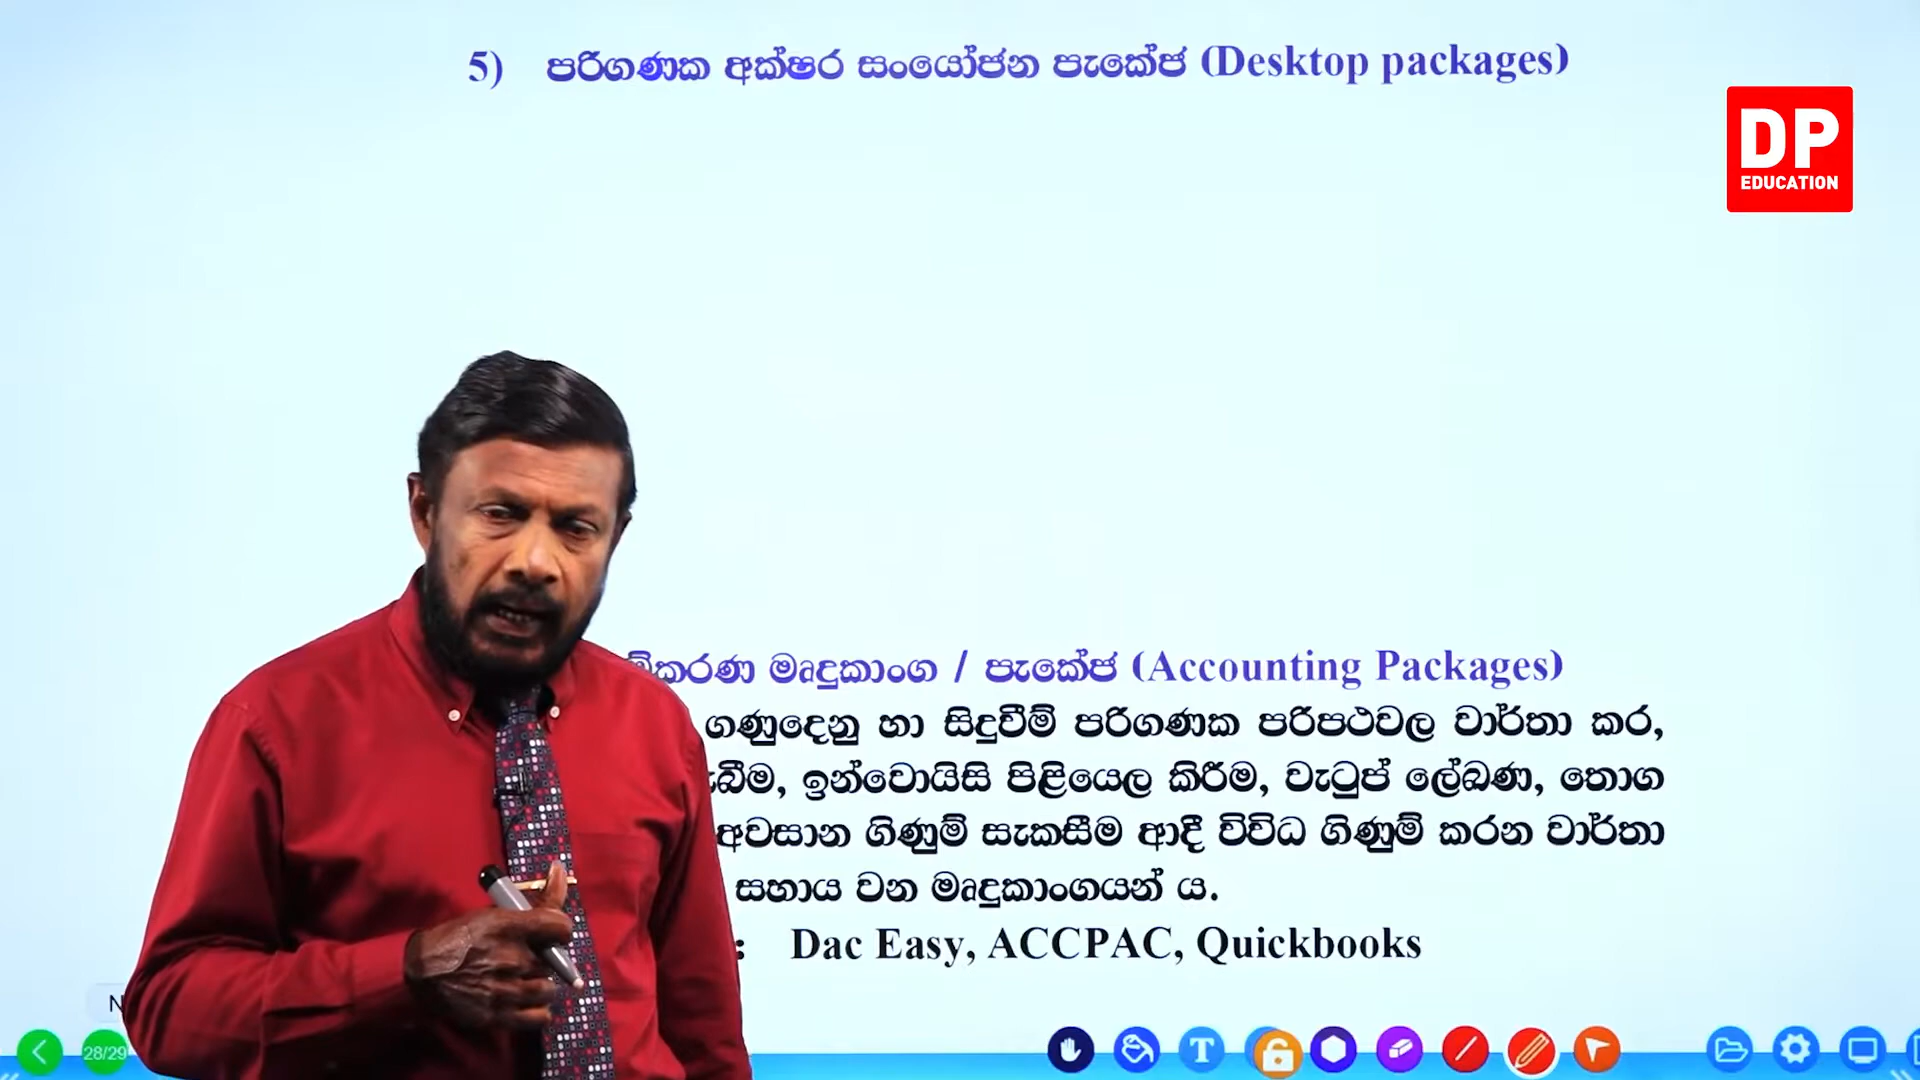 5) පරිගණක අක්ෂර සංයෝජන පැකේජ (Desktop packages)
DP
EDUCATION
මෘදුකාංග / පැකේජ (Accounting Packages)
ගණුදෙනු හා සිදුවීම් පරිගණක පරිපථවල වාර්තා කර,
ඉන්වොයිසි පිළියෙල කිරීම, වැටුප් ලේඛණ, තොග
අවසාන ගිණුම් සැකසීම ආදී විවිධ ගිණුම් කරන වාර්තා
සහාය වන මෘදුකාංගයන් ය.
: Dac Easy, ACCPAC, Quickbooks
28/29
T